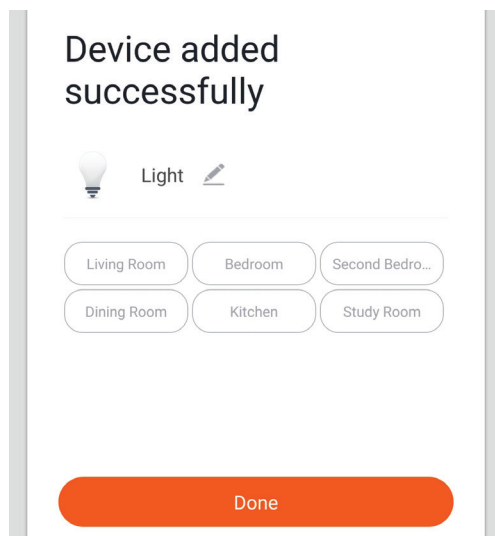 Device added
successfully
Light
Living Room
Bedroom
Second Bedro...
Dining Room
Kitchen
Study Room
Done